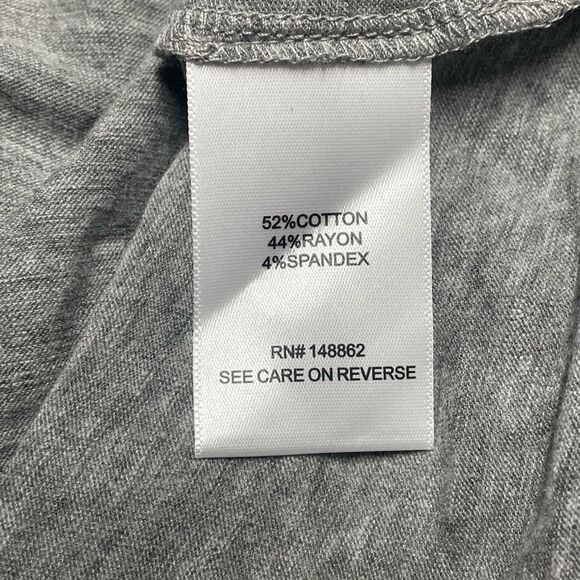 52%COTTON
44%RAYON
4%SPANDEX
RN# 148862
SEE CARE ON REVERSE